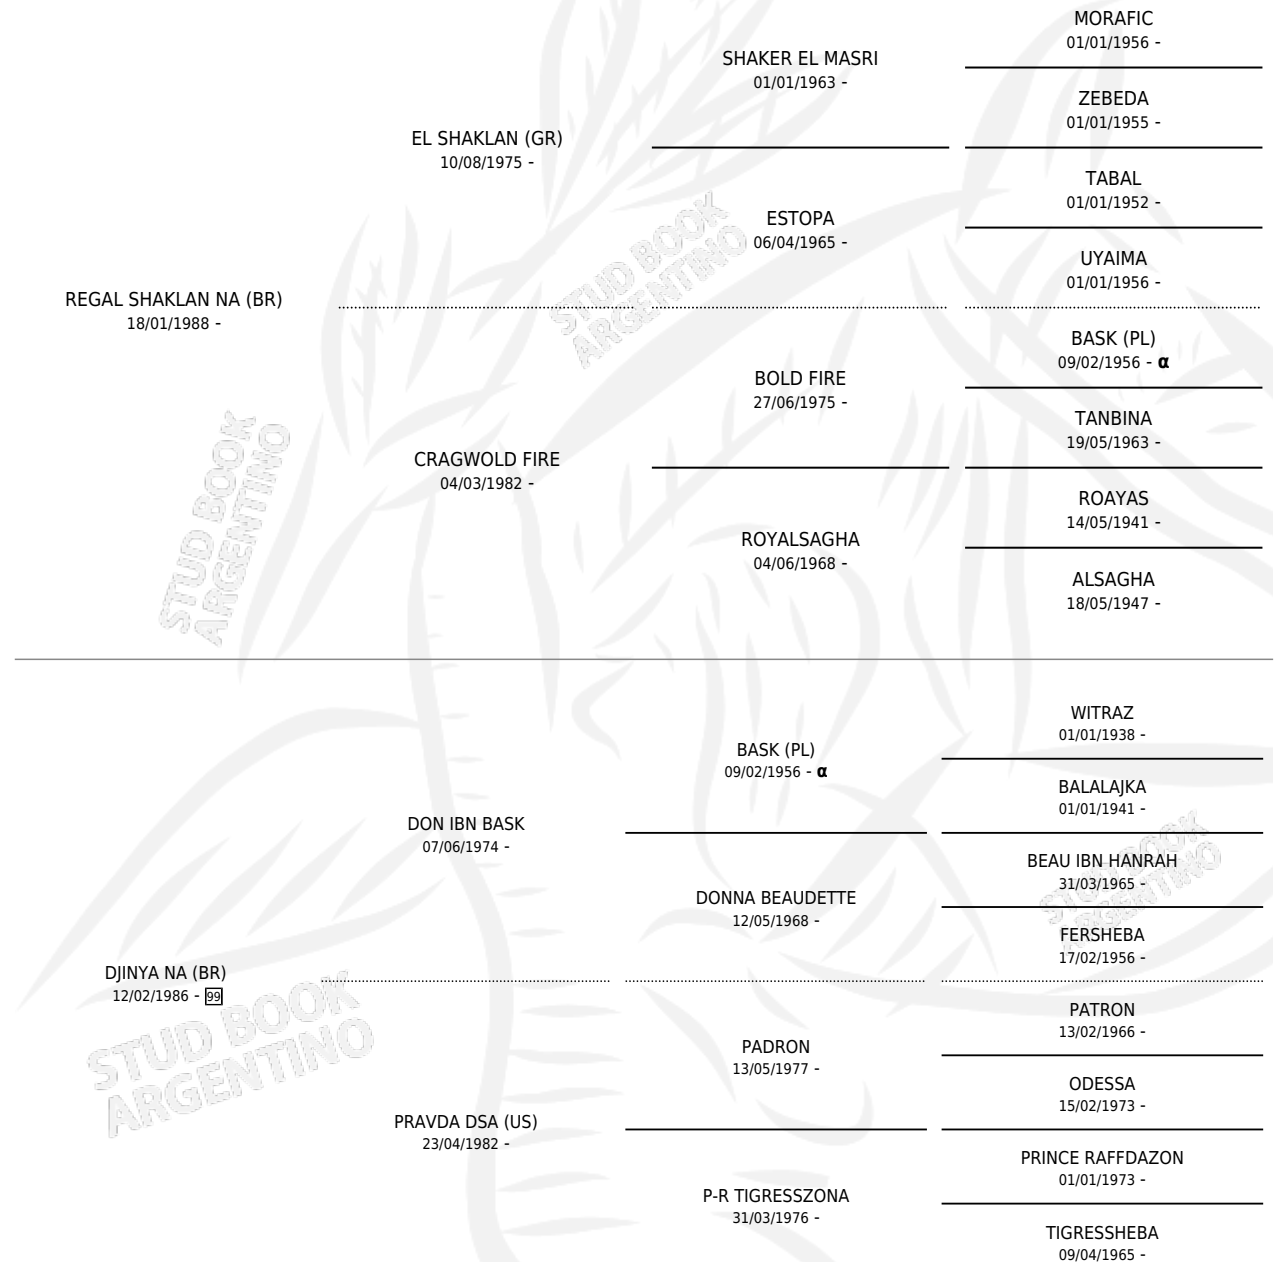 MORAFIC
01/01/1956 -
SHAKER EL MASRI
01/01/1963 -
ZEBEDA
01/01/1955 -
EL SHAKLAN (GR)
10/08/1975 -
TABAL
01/01/1952 -
ESTOPA
06/04/1965 -
UYAIMA
01/01/1956 -
REGAL SHAKLAN NA (BR)
18/01/1988 -
BASK (PL)
09/02/1956 - α
BOLD FIRE
27/06/1975 -
TANBINA
19/05/1963 -
CRAGWOLD FIRE
04/03/1982 -
ROAYAS
14/05/1941 -
ROYALSAGHA
04/06/1968 -
ALSAGHA
18/05/1947 -
WITRAZ
01/01/1938 -
BASK (PL)
09/02/1956 - α
BALALAJKA
01/01/1941 -
DON IBN BASK
07/06/1974 -
BEAU IBN HANRAH
31/03/1965 -
DONNA BEAUDETTE
12/05/1968 -
FERSHEBA
17/02/1956 -
DJINYA NA (BR)
12/02/1986 - 99
PATRON
13/02/1966 -
PADRON
13/05/1977 -
ODESSA
15/02/1973 -
PRAVDA DSA (US)
23/04/1982 -
PRINCE RAFFDAZON
01/01/1973 -
P-R TIGRESSZONA
31/03/1976 -
TIGRESSHEBA
09/04/1965 -
STUD BOOK
ARGENTINO
STUD BOOK
ARGENTINO
STUD BOOK
ARGENTINO
STUD BOOK
ARGENTINO